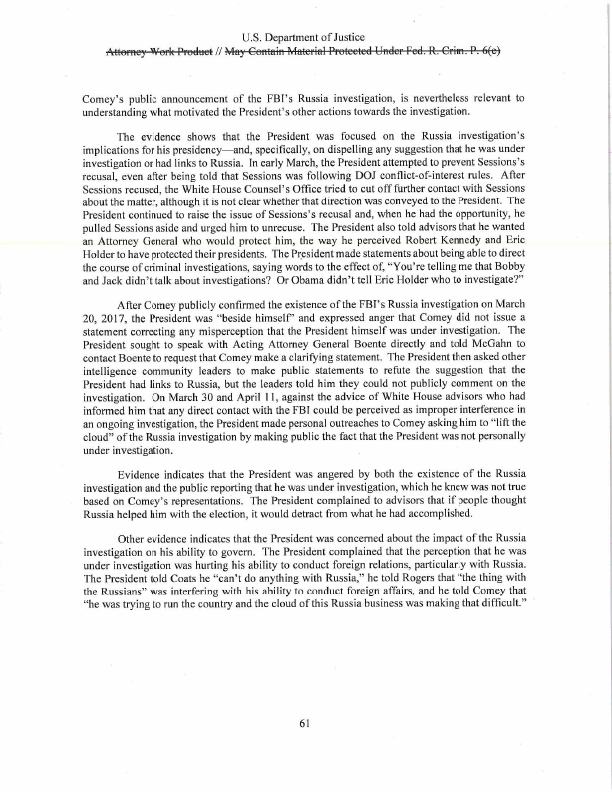 U.S. Department of Justice
Attorney Work Product // May Contain Material Protected Under Fed. R. Crim. P. 6(e)
Comey's public announcement of the FBI's Russia investigation, is nevertheless relevant to
understanding what motivated the President's other actions towards the investigation.
The evidence shows that the President was focused on the Russia investigation's
implications for his presidency—and, specifically, on dispelling any suggestion that he was under
investigation or had links to Russia. In early March, the President attempted to prevent Sessions's
recusal, even after being told that Sessions was following DOJ conflict-of-interest rules. After
Sessions recused, the White House Counsel's Office tried to cut off further contact with Sessions
about the matter, although it is not clear whether that direction was conveyed to the President. The
President continued to raise the issue of Sessions's recusal and, when he had the opportunity, he
pulled Sessions aside and urged him to unrecuse. The President also told advisors that he wanted
an Attorney General who would protect him, the way he perceived Robert Kennedy and Eric
Holder to have protected their presidents. The President made statements about being able to direct
the course of criminal investigations, saying words to the effect of, "You're telling me that Bobby
and Jack didn't talk about investigations? Or Obama didn't tell Eric Holder who to investigate?"
After Comey publicly confirmed the existence of the FBI's Russia investigation on March
20, 2017, the President was "beside himself" and expressed anger that Comey did not issue a
statement correcting any misperception that the President himself was under investigation. The
President sought to speak with Acting Attorney General Boente directly and told McGahn to
contact Boente to request that Comey make a clarifying statement. The President then asked other
intelligence community leaders to make public statements to refute the suggestion that the
President had links to Russia, but the leaders told him they could not publicly comment on the
investigation. On March 30 and April 11, against the advice of White House advisors who had
informed him that any direct contact with the FBI could be perceived as improper interference in
an ongoing investigation, the President made personal outreaches to Comey asking him to "lift the
cloud" of the Russia investigation by making public the fact that the President was not personally
under investigation.
Evidence indicates that the President was angered by both the existence of the Russia
investigation and the public reporting that he was under investigation, which he knew was not true
based on Comey's representations. The President complained to advisors that if people thought
Russia helped him with the election, it would detract from what he had accomplished.
Other evidence indicates that the President was concerned about the impact of the Russia
investigation on his ability to govern. The President complained that the perception that he was
under investigation was hurting his ability to conduct foreign relations, particularly with Russia.
The President told Coats he "can't do anything with Russia," he told Rogers that "the thing with
the Russians" was interfering with his ability to conduct foreign affairs, and he told Comey that
"he was trying to run the country and the cloud of this Russia business was making that difficult."
61